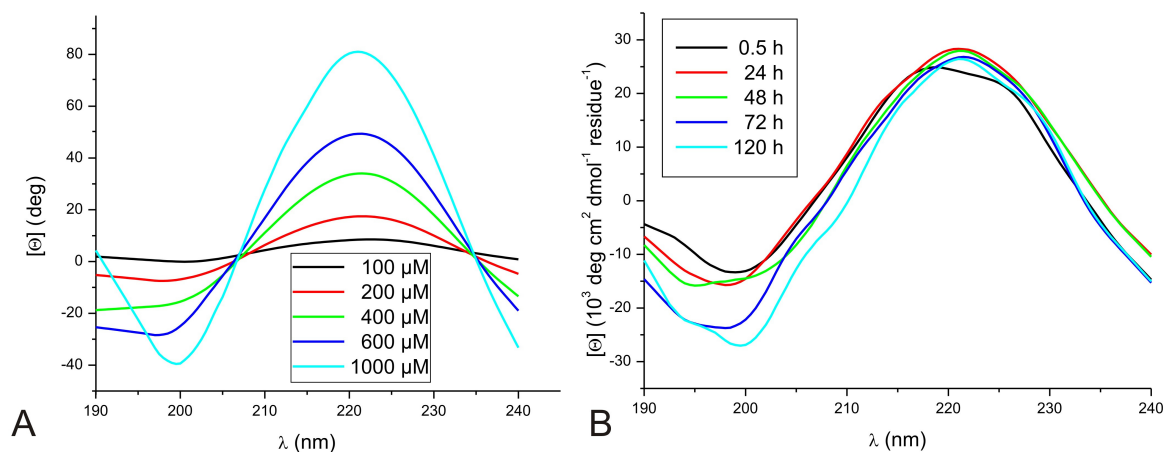 80
60
40
20
0
-20
-40
[Θ] (deg)
100 µM
200 µM
400 µM
600 µM
1000 µM
190 200 210 220 230 240
λ (nm)
A
30
20
10
0
-10
-20
-30
[Θ] (10³ deg cm² dmol⁻¹ residue⁻¹)
0.5 h
24 h
48 h
72 h
120 h
190 200 210 220 230 240
λ (nm)
B